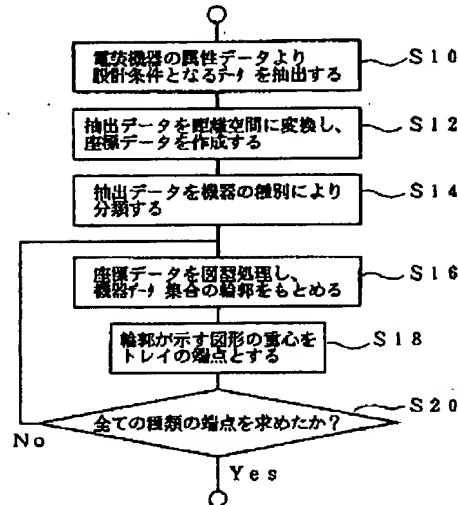 電装機器の属性データより
設計条件となるデータ を抽出する
S10
抽出データを距離空間に変換し、
座標データを作成する
S12
抽出データを機器の種別により
分類する
S14
座標データを図習処理し、
機器データ 集合の輪郭をもとめる
S16
輪郭が示す図形の重心を
トレイの端点とする
S18
全ての種類の端点を求めたか?
S20
No
Yes